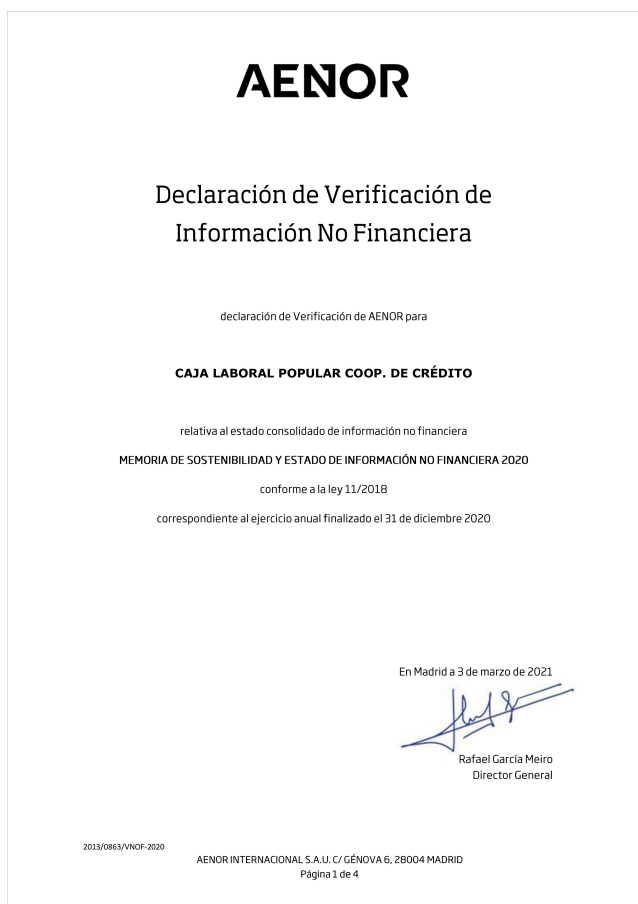 AENOR
Declaración de Verificación de
Información No Financiera
declaración de Verificación de AENOR para
CAJA LABORAL POPULAR COOP. DE CRÉDITO
relativa al estado consolidado de información no financiera
MEMORIA DE SOSTENIBILIDAD Y ESTADO DE INFORMACIÓN NO FINANCIERA 2020
conforme a la ley 11/2018
correspondiente al ejercicio anual finalizado el 31 de diciembre 2020
En Madrid a 3 de marzo de 2021
Rafael García Meiro
Director General
2013/0863/VNOF-2020
AENOR INTERNACIONAL S.A.U. C/ GÉNOVA 6, 28004 MADRID
Página 1 de 4